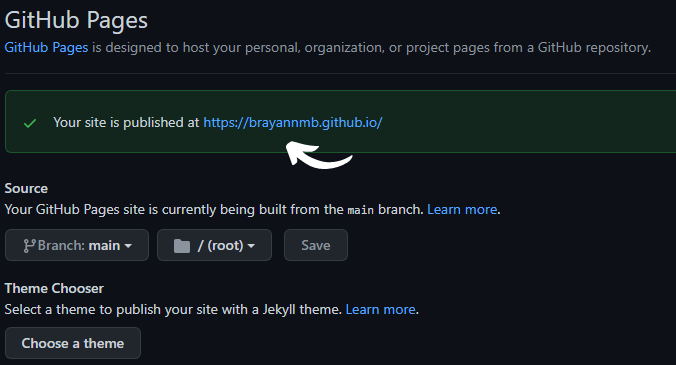 GitHub Pages
GitHub Pages is designed to host your personal, organization, or project pages from a GitHub repository.
Your site is published at https://brayannmb.github.io/
Source
Your GitHub Pages site is currently being built from the main branch. Learn more.
Branch: main / (root) Save
Theme Chooser
Select a theme to publish your site with a Jekyll theme. Learn more.
Choose a theme